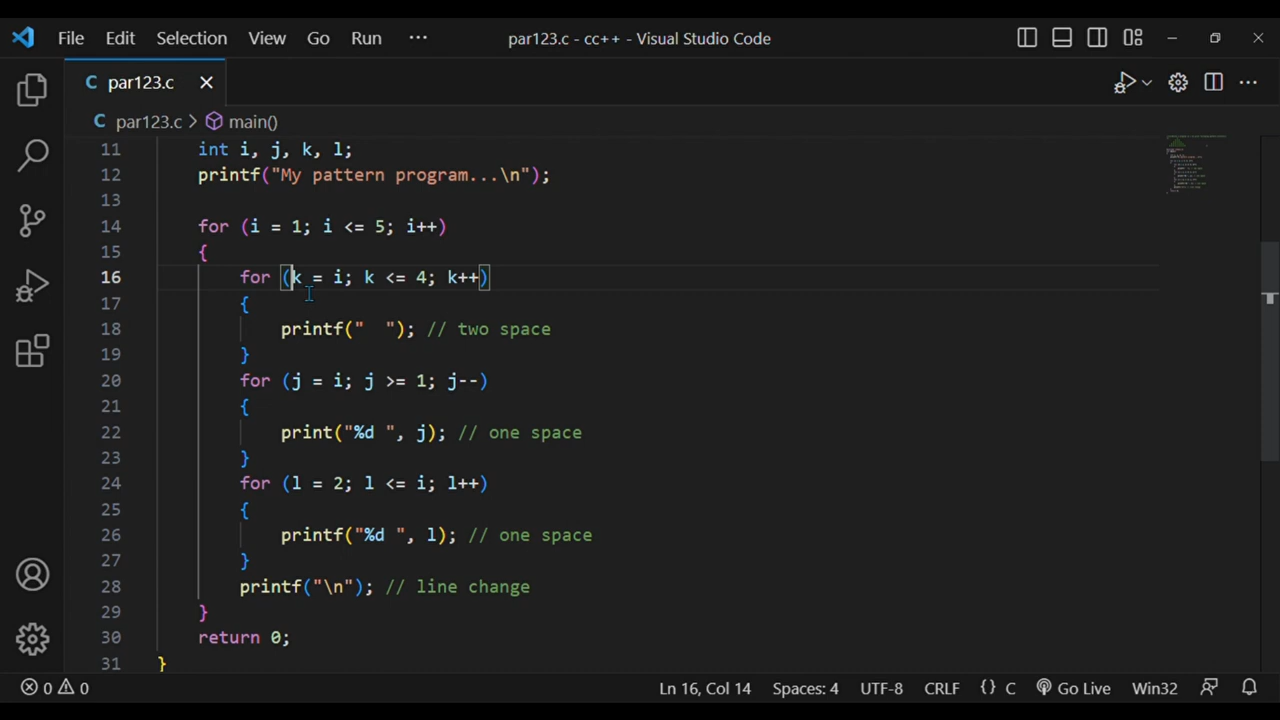 File Edit Selection View Go Run ··· par123.c - cc++ - Visual Studio Code
C par123.c
C par123.c > main()
11 int i, j, k, l;
12 printf("My pattern program...\n");
13
14 for (i = 1; i <= 5; i++)
15 {
16 for (k = i; k <= 4; k++)
17 {
18 printf("  "); // two space
19 }
20 for (j = i; j >= 1; j--)
21 {
22 print("%d ", j); // one space
23 }
24 for (l = 2; l <= i; l++)
25 {
26 printf("%d ", l); // one space
27 }
28 printf("\n"); // line change
29 }
30 return 0;
31 }
0 0 Ln 16, Col 14 Spaces: 4 UTF-8 CRLF {} C Go Live Win32